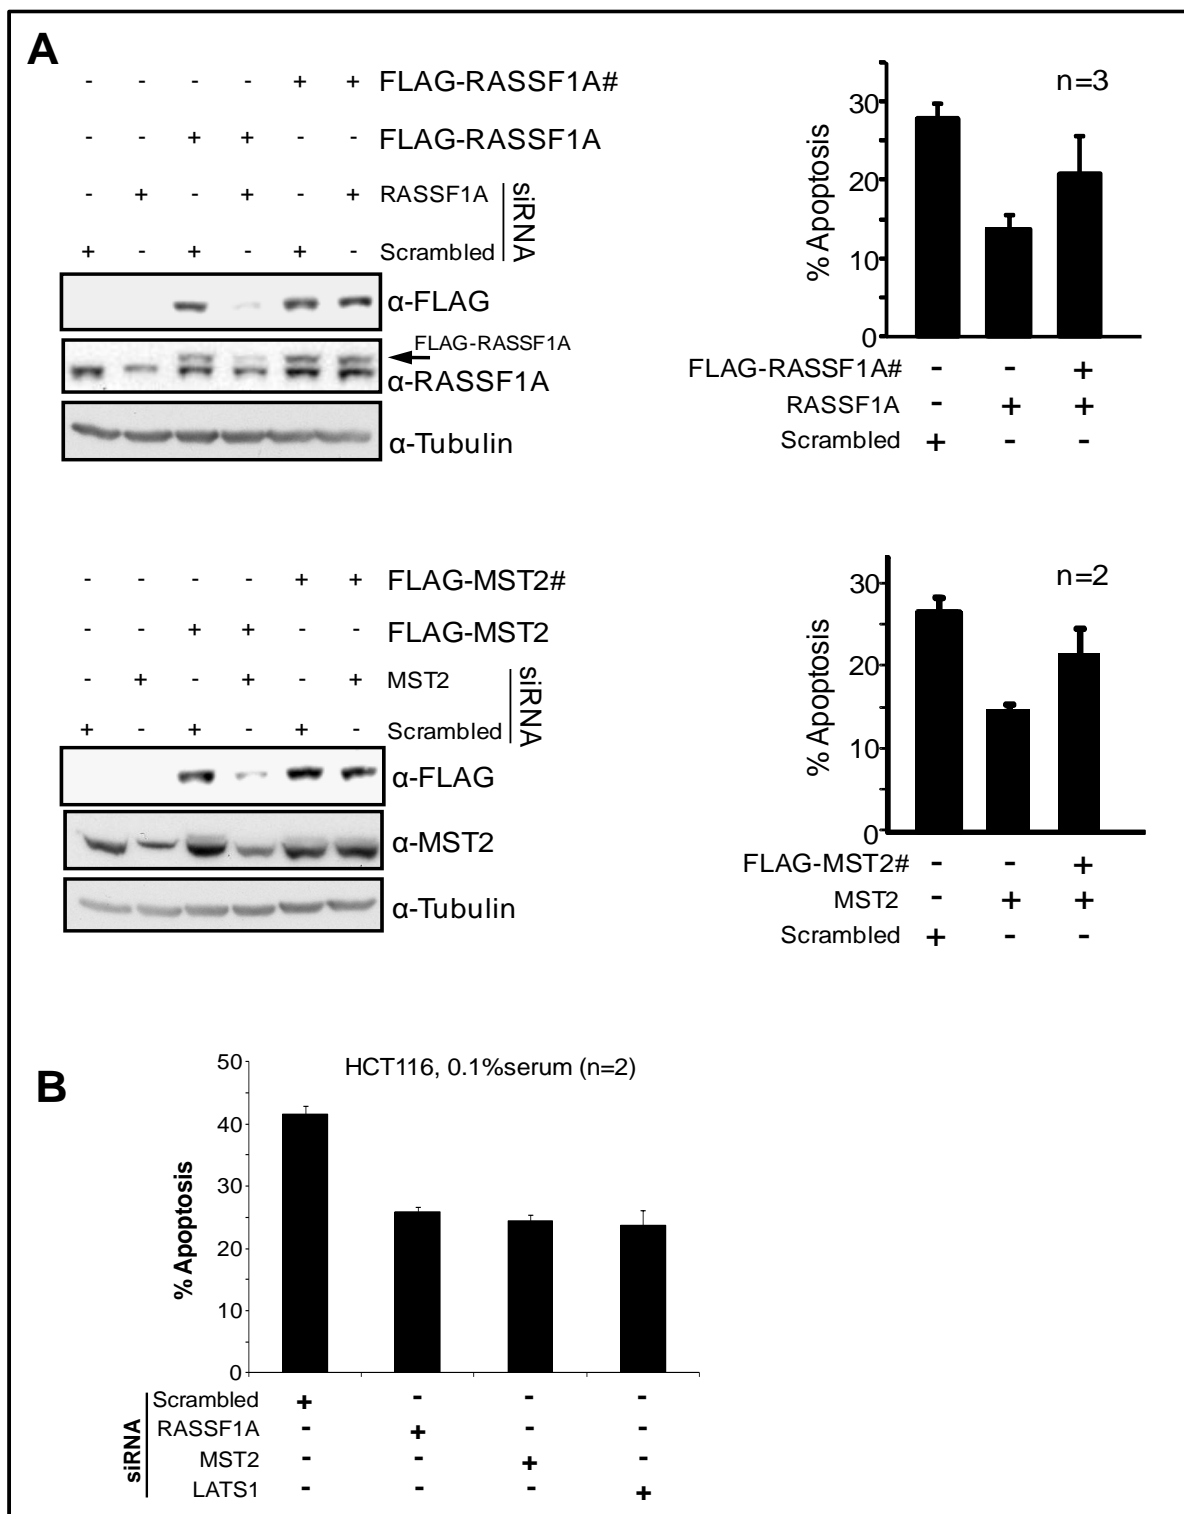 A
- - - - + + FLAG-RASSF1A#
- - + + - - FLAG-RASSF1A
- + - + - + RASSF1A
+ - + - + - Scrambled
siRNA
α-FLAG
FLAG-RASSF1A
α-RASSF1A
α-Tubulin
n=3
% Apoptosis
30
20
10
0
FLAG-RASSF1A# - - +
RASSF1A - + +
Scrambled + - -
- - - - + + FLAG-MST2#
- - + + - - FLAG-MST2
- + - + - + MST2
+ - + - + - Scrambled
siRNA
α-FLAG
α-MST2
α-Tubulin
n=2
% Apoptosis
30
20
10
0
FLAG-MST2# - - +
MST2 - + +
Scrambled + - -
B
HCT116, 0.1%serum (n=2)
% Apoptosis
50
40
30
20
10
0
siRNA
Scrambled + - - -
RASSF1A - + - -
MST2 - - + -
LATS1 - - - +